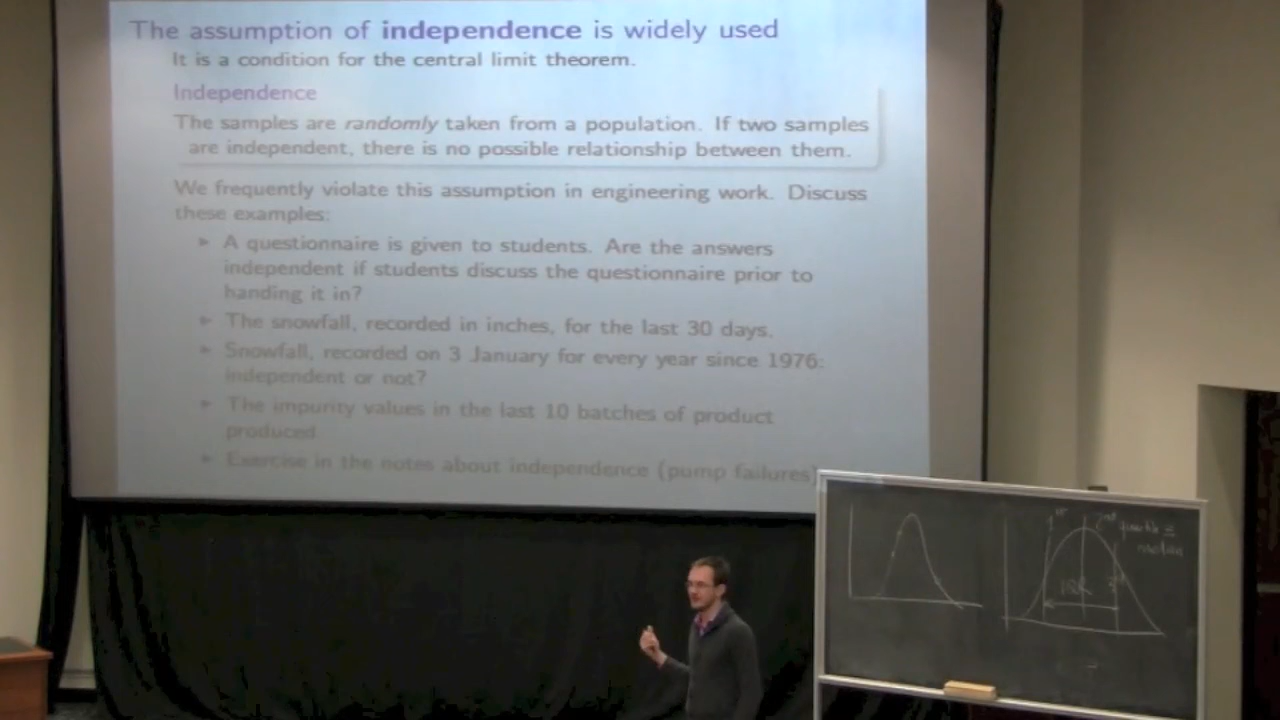 The assumption of independence is widely used
It is a condition for the central limit theorem.
Independence
The samples are randomly taken from a population. If two samples
are independent, there is no possible relationship between them.
We frequently violate this assumption in engineering work. Discuss
these examples:
A questionnaire is given to students. Are the answers
independent if students discuss the questionnaire prior to
handing it in?
The snowfall, recorded in inches, for the last 30 days.
Snowfall, recorded on 3 January for every year since 1976:
independent or not?
The impurity values in the last 10 batches of product
produced.
Exercise in the notes about independence (pump failures)
1st
quartile =
median
IQR